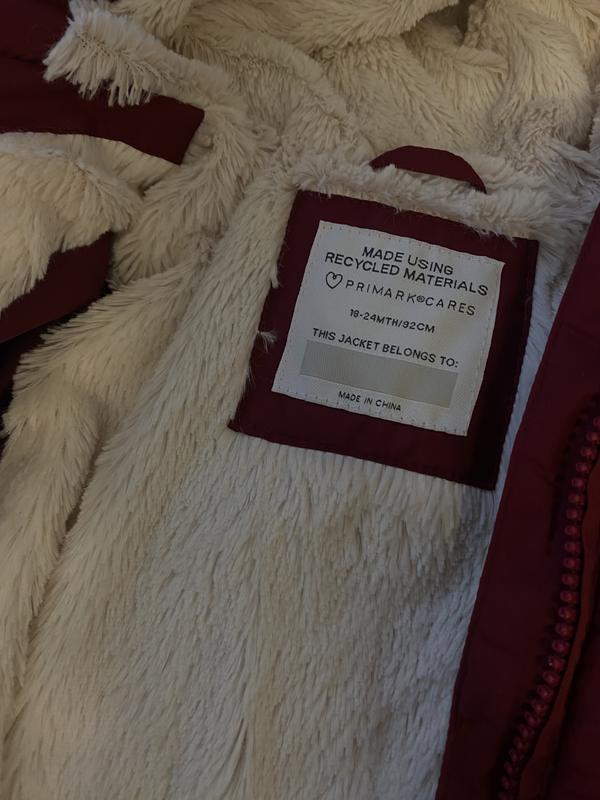 MADE USING
RECYCLED MATERIALS
PRIMARK®CARES
18-24MTH/92CM
THIS JACKET BELONGS TO:
MADE IN CHINA